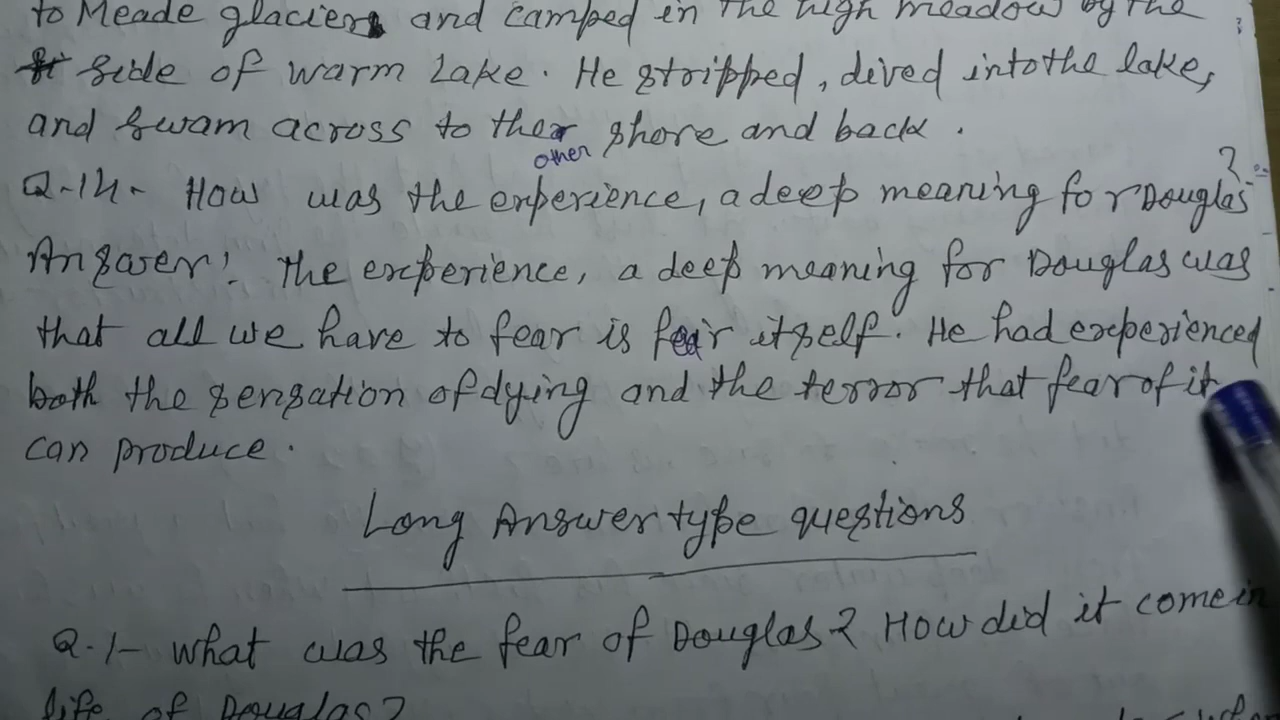 to Meade glacier and camped in the high meadow by the
side of warm Lake. He stripped, dived into the lake,
and swam across to the other shore and back.
Q.14- How was the experience, a deep meaning for Douglas?
Answer: The experience, a deep meaning for Douglas was
that all we have to fear is fear itself. He had experienced
both the sensation of dying and the terror that fear of it
can produce.
Long Answer type questions
Q.1- What was the fear of Douglas? How did it come in
life of Douglas?